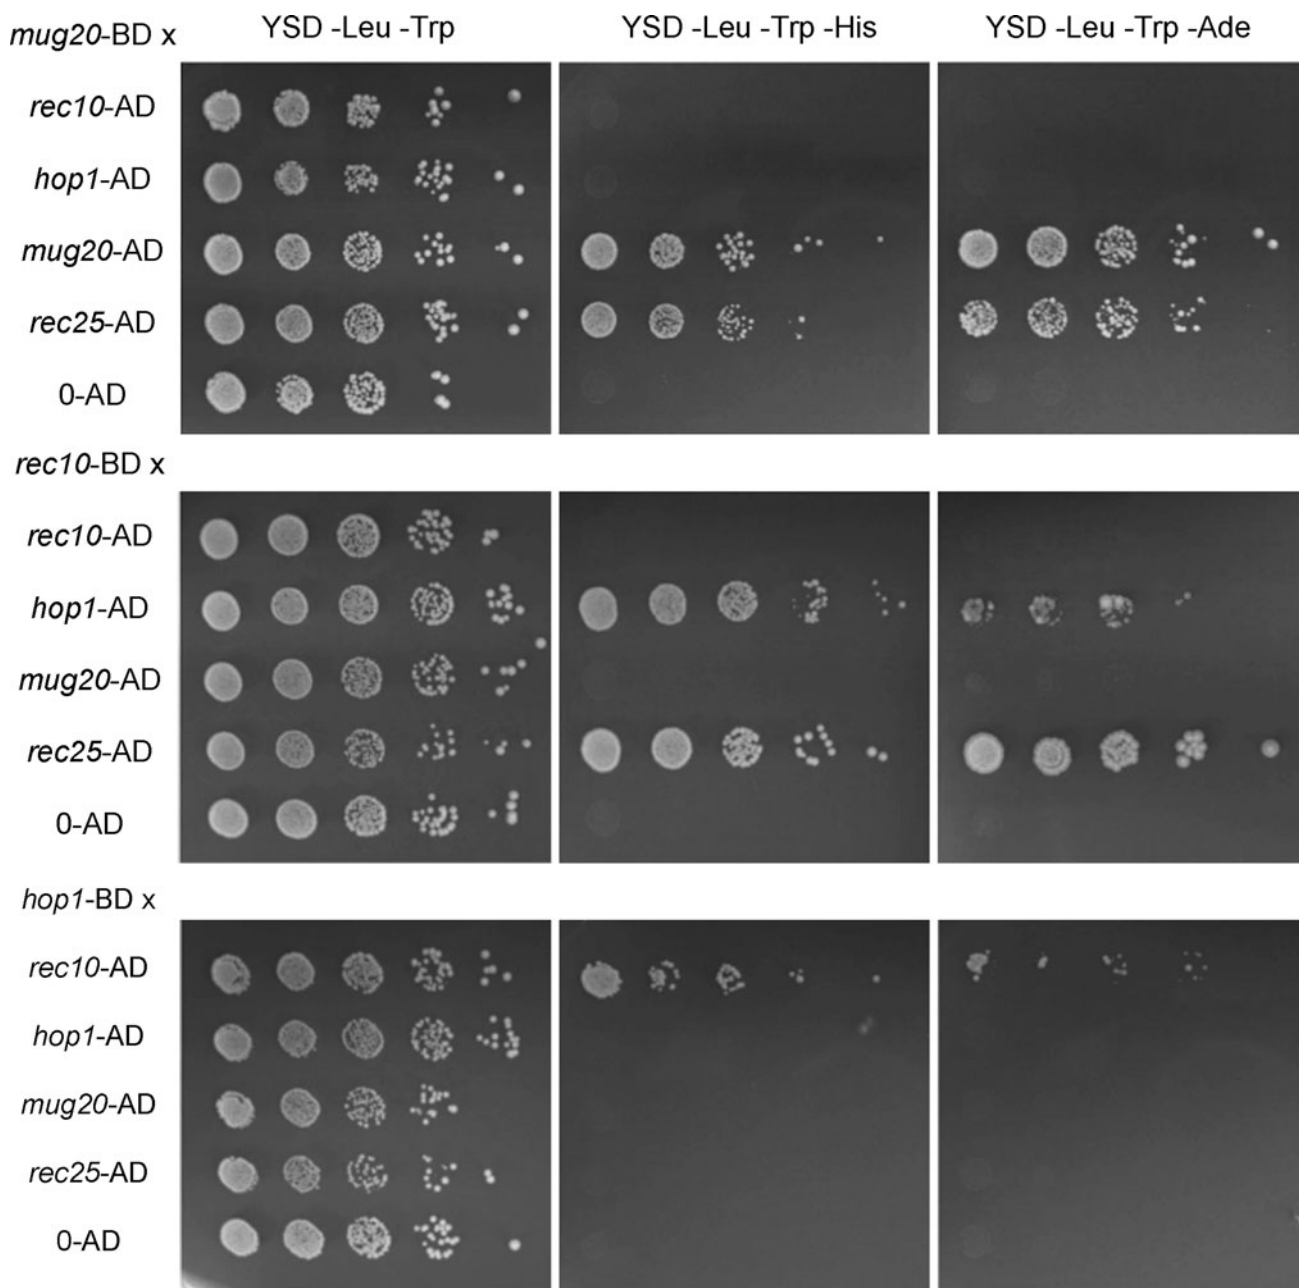 mug20-BD x YSD -Leu -Trp YSD -Leu -Trp -His YSD -Leu -Trp -Ade
rec10-AD
hop1-AD
mug20-AD
rec25-AD
0-AD
rec10-BD x
rec10-AD
hop1-AD
mug20-AD
rec25-AD
0-AD
hop1-BD x
rec10-AD
hop1-AD
mug20-AD
rec25-AD
0-AD